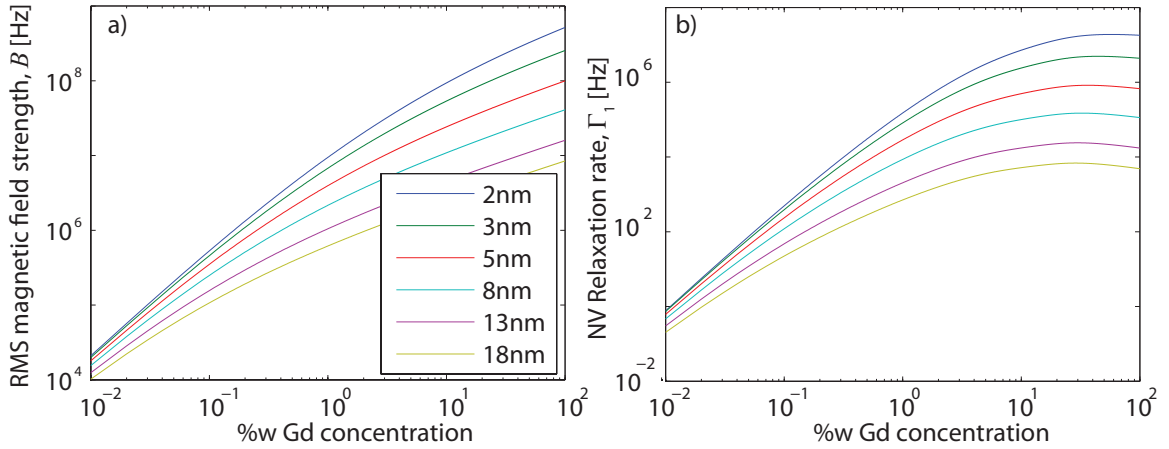 a)
RMS magnetic field strength, B [Hz]
10^8
10^6
10^4
10^-2
10^-1
10^0
10^1
10^2
%w Gd concentration
2nm
3nm
5nm
8nm
13nm
18nm
b)
NV Relaxation rate, Γ_1 [Hz]
10^6
10^2
10^-2
10^-2
10^-1
10^0
10^1
10^2
%w Gd concentration